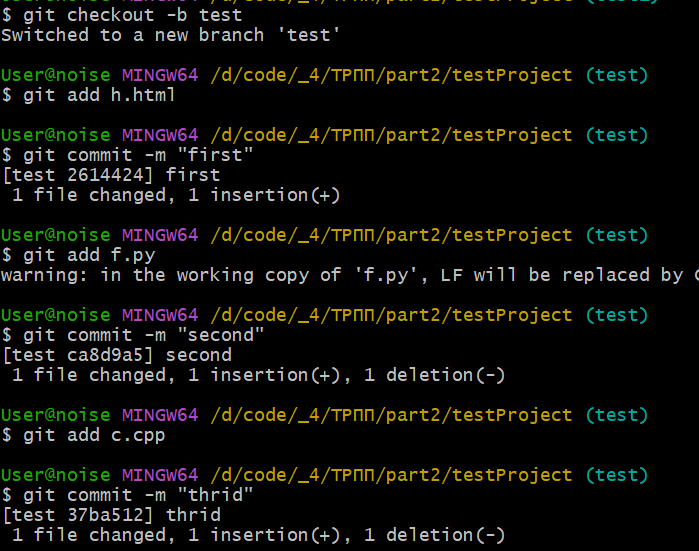 $ git checkout -b test
Switched to a new branch 'test'
User@noise MINGW64 /d/code/_4/ТРПП/part2/testProject (test)
$ git add h.html
User@noise MINGW64 /d/code/_4/ТРПП/part2/testProject (test)
$ git commit -m "first"
[test 2614424] first
1 file changed, 1 insertion(+)
User@noise MINGW64 /d/code/_4/ТРПП/part2/testProject (test)
$ git add f.py
warning: in the working copy of 'f.py', LF will be replaced by
User@noise MINGW64 /d/code/_4/ТРПП/part2/testProject (test)
$ git commit -m "second"
[test ca8d9a5] second
1 file changed, 1 insertion(+), 1 deletion(-)
User@noise MINGW64 /d/code/_4/ТРПП/part2/testProject (test)
$ git add c.cpp
User@noise MINGW64 /d/code/_4/ТРПП/part2/testProject (test)
$ git commit -m "thrid"
[test 37ba512] thrid
1 file changed, 1 insertion(+), 1 deletion(-)